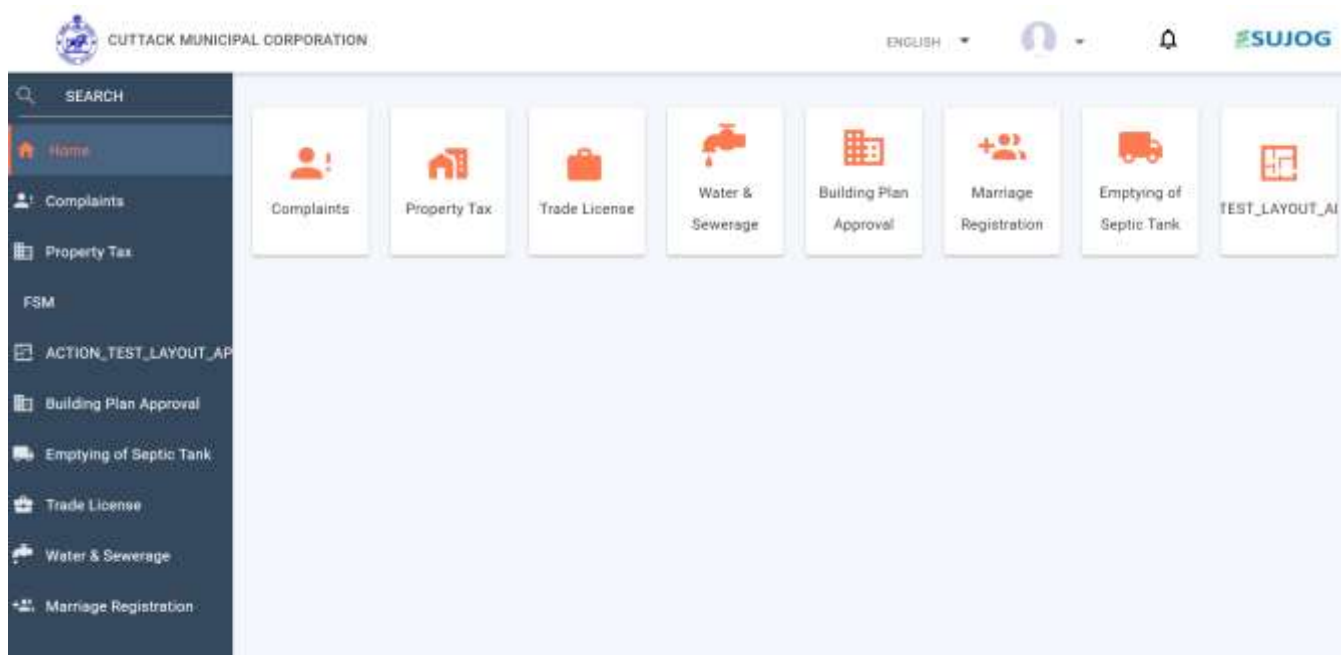 CUTTACK MUNICIPAL CORPORATION
ENGLISH
SUJOG
SEARCH
Home
Complaints
Property Tax
FSM
ACTION_TEST_LAYOUT_AP
Building Plan Approval
Emptying of Septic Tank
Trade License
Water & Sewerage
Marriage Registration
Complaints
Property Tax
Trade License
Water &
Sewerage
Building Plan
Approval
Marriage
Registration
Emptying of
Septic Tank
TEST_LAYOUT_AI